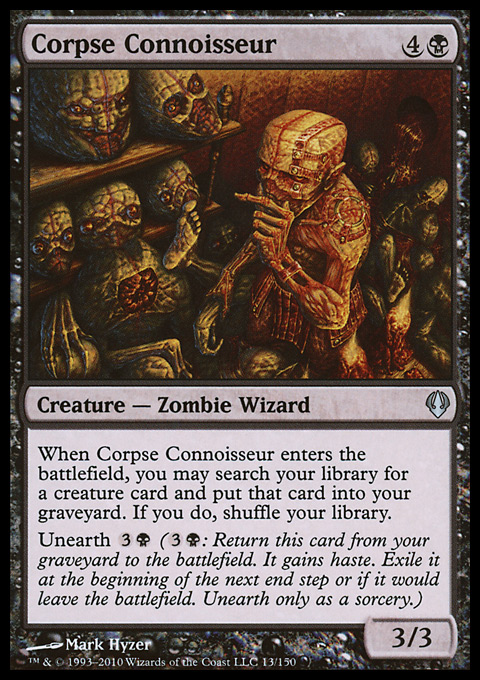 Corpse Connoisseur 4
Creature — Zombie Wizard
When Corpse Connoisseur enters the
battlefield, you may search your library for
a creature card and put that card into your
graveyard. If you do, shuffle your library.
Unearth 3 (3: Return this card from your
graveyard to the battlefield. It gains haste. Exile it
at the beginning of the next end step or if it would
leave the battlefield. Unearth only as a sorcery.)
Mark Hyzer
3/3
™ & © 1993–2010 Wizards of the Coast LLC 13/150